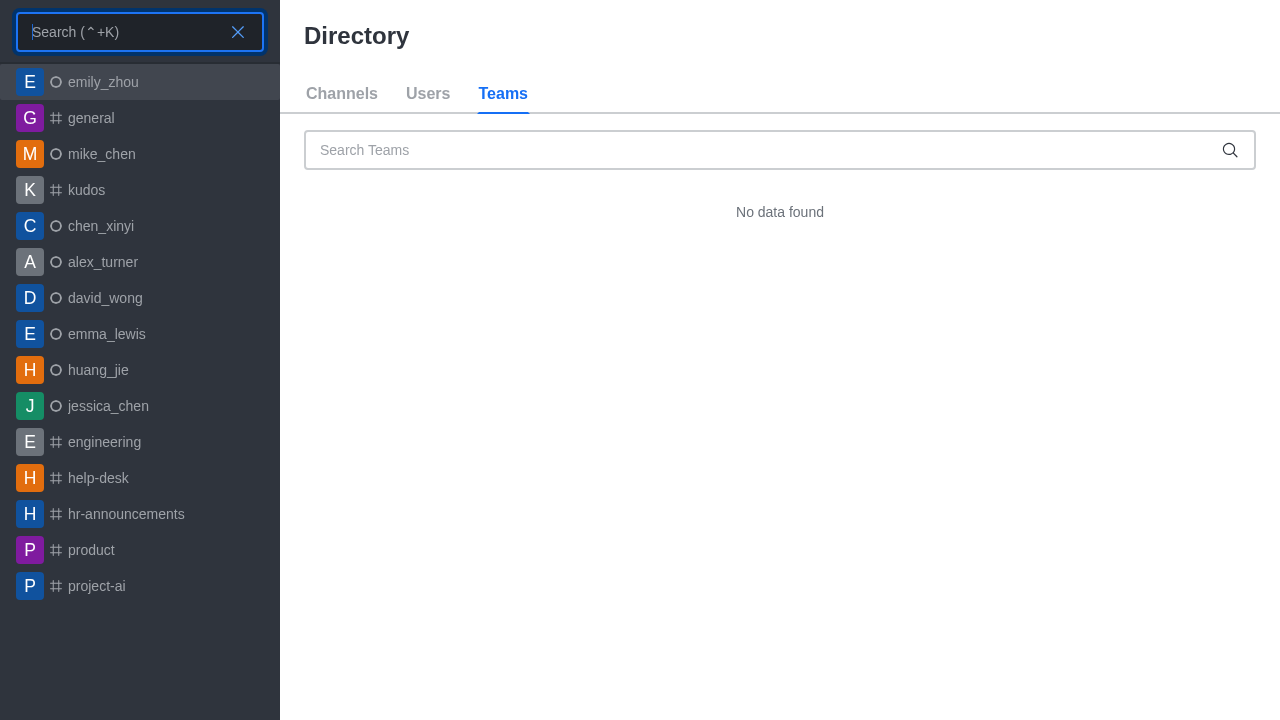 Search (⌃+K)
E emily_zhou
G general
M mike_chen
K kudos
C chen_xinyi
A alex_turner
D david_wong
E emma_lewis
H huang_jie
J jessica_chen
E engineering
H help-desk
H hr-announcements
P product
P project-ai
Directory
Channels Users Teams
Search Teams
No data found